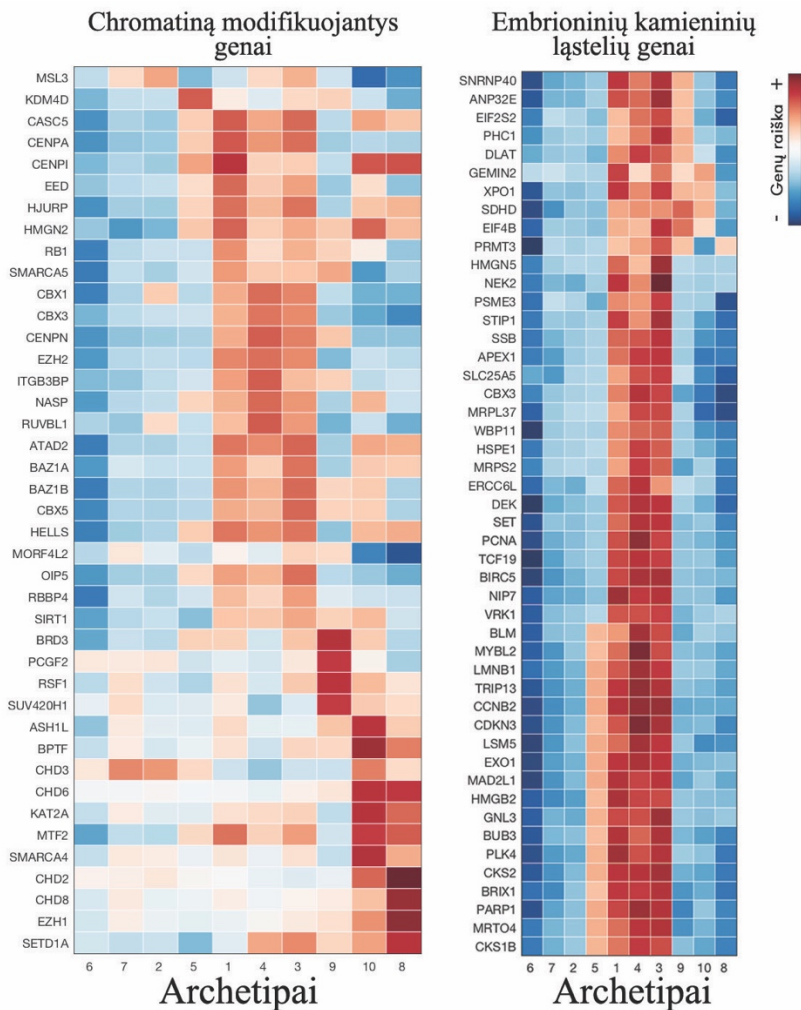 Chromatiną modifikuojantys
genai
MSL3
KDM4D
CASC5
CENPA
CENPI
EED
HJURP
HMGN2
RB1
SMARCA5
CBX1
CBX3
CENPN
EZH2
ITGB3BP
NASP
RUVBL1
ATAD2
BAZ1A
BAZ1B
CBX5
HELLS
MORF4L2
OIP5
RBBP4
SIRT1
BRD3
PCGF2
RSF1
SUV420H1
ASH1L
BPTF
CHD3
CHD6
KAT2A
MTF2
SMARCA4
CHD2
CHD8
EZH1
SETD1A
6 7 2 5 1 4 3 9 10 8
Archetipai
Embrioninių kamieninių
ląstelių genai
SNRNP40
ANP32E
EIF2S2
PHC1
DLAT
GEMIN2
XPO1
SDHD
EIF4B
PRMT3
HMGN5
NEK2
PSME3
STIP1
SSB
APEX1
SLC25A5
CBX3
MRPL37
WBP11
HSPE1
MRPS2
ERCC6L
DEK
SET
PCNA
TCF19
BIRC5
NIP7
VRK1
BLM
MYBL2
LMNB1
TRIP13
CCNB2
CDKN3
LSM5
EXO1
MAD2L1
HMGB2
GNL3
BUB3
PLK4
CKS2
BRIX1
PARP1
MRTO4
CKS1B
6 7 2 5 1 4 3 9 10 8
Archetipai
- Genų raiška +